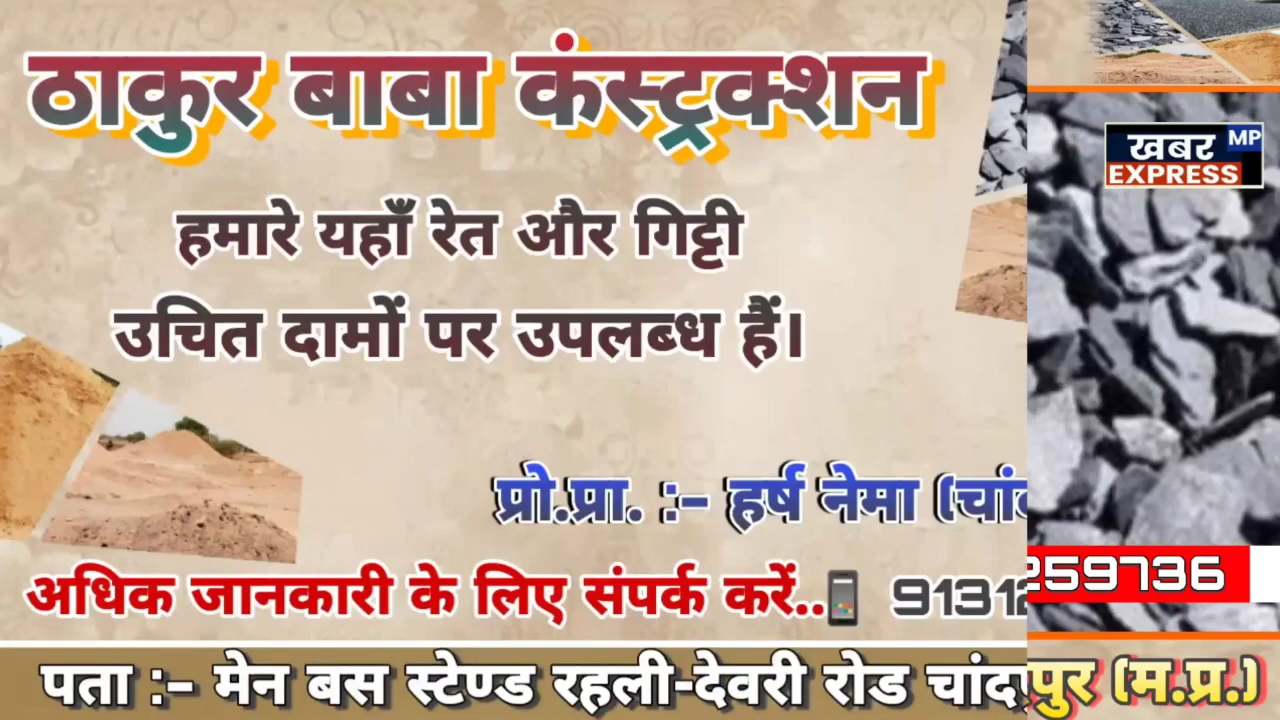 ठाकुर बाबा कंस्ट्रक्शन
खबर MP
EXPRESS
हमारे यहाँ रेत और गिट्टी
उचित दामों पर उपलब्ध हैं।
प्रो.प्रा. :- हर्ष नेमा
अधिक जानकारी के लिए संपर्क करें.. 9131
259736
पता :- मेन बस स्टेण्ड रहली-देवरी रोड चांद
पुर (म.प्र.)